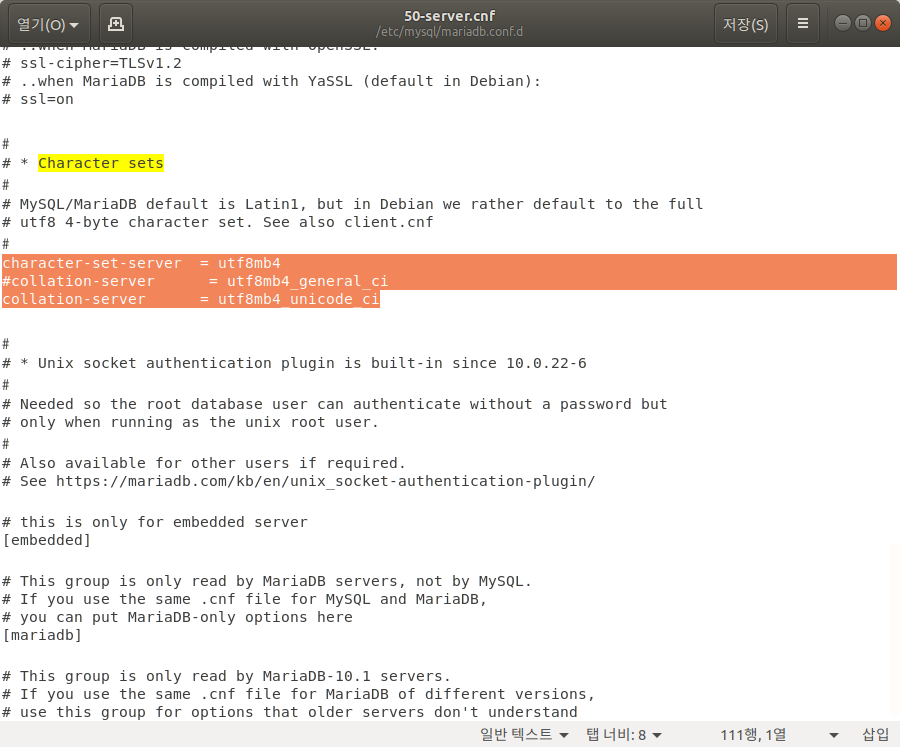 열기(O)
50-server.cnf
/etc/mysql/mariadb.conf.d
저장(S)
# ..when MariaDB is compiled with OpenSSL:
# ssl-cipher=TLSv1.2
# ..when MariaDB is compiled with YaSSL (default in Debian):
# ssl=on
#
# * Character sets
#
# MySQL/MariaDB default is Latin1, but in Debian we rather default to the full
# utf8 4-byte character set. See also client.cnf
#
character-set-server  = utf8mb4
#collation-server      = utf8mb4_general_ci
collation-server      = utf8mb4_unicode_ci
#
# * Unix socket authentication plugin is built-in since 10.0.22-6
#
# Needed so the root database user can authenticate without a password but
# only when running as the unix root user.
#
# Also available for other users if required.
# See https://mariadb.com/kb/en/unix_socket-authentication-plugin/
# this is only for embedded server
[embedded]
# This group is only read by MariaDB servers, not by MySQL.
# If you use the same .cnf file for MySQL and MariaDB,
# you can put MariaDB-only options here
[mariadb]
# This group is only read by MariaDB-10.1 servers.
# If you use the same .cnf file for MariaDB of different versions,
# use this group for options that older servers don't understand
일반 텍스트 탭 너비: 8 111행, 1열 삽입